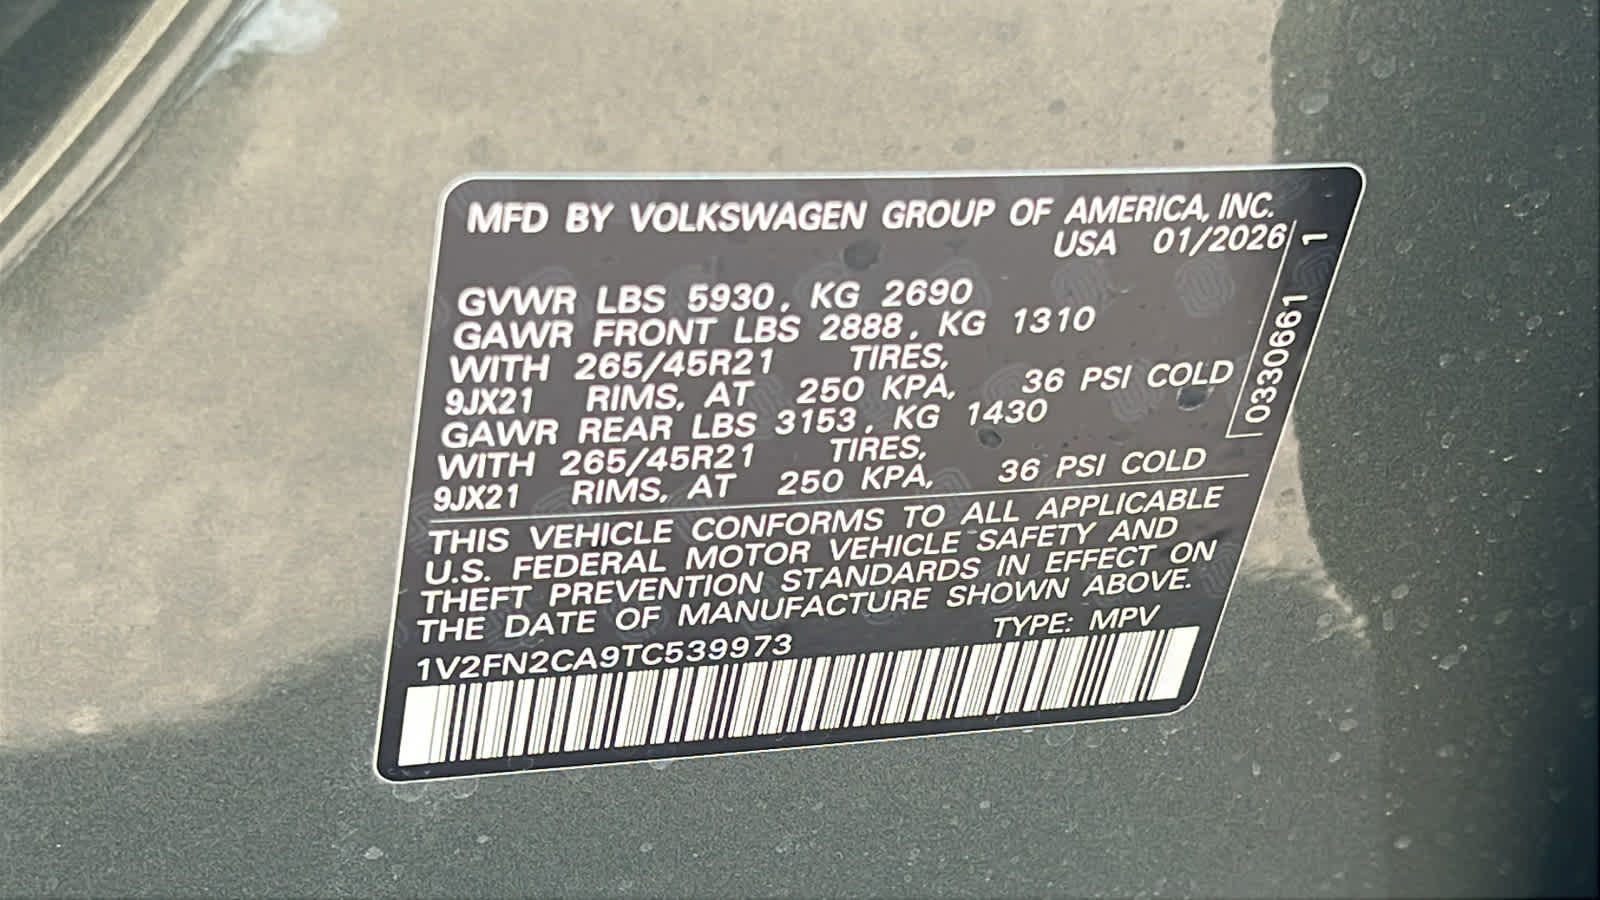 MFD BY VOLKSWAGEN GROUP OF AMERICA, INC.
USA 01/2026
GVWR LBS 5930, KG 2690
GAWR FRONT LBS 2888, KG 1310
WITH 265/45R21 TIRES,
9JX21 RIMS, AT 250 KPA, 36 PSI COLD
GAWR REAR LBS 3153, KG 1430
WITH 265/45R21 TIRES,
9JX21 RIMS, AT 250 KPA, 36 PSI COLD
0330661 1
THIS VEHICLE CONFORMS TO ALL APPLICABLE
U.S. FEDERAL MOTOR VEHICLE SAFETY AND
THEFT PREVENTION STANDARDS IN EFFECT ON
THE DATE OF MANUFACTURE SHOWN ABOVE.
1V2FN2CA9TC539973 TYPE: MPV